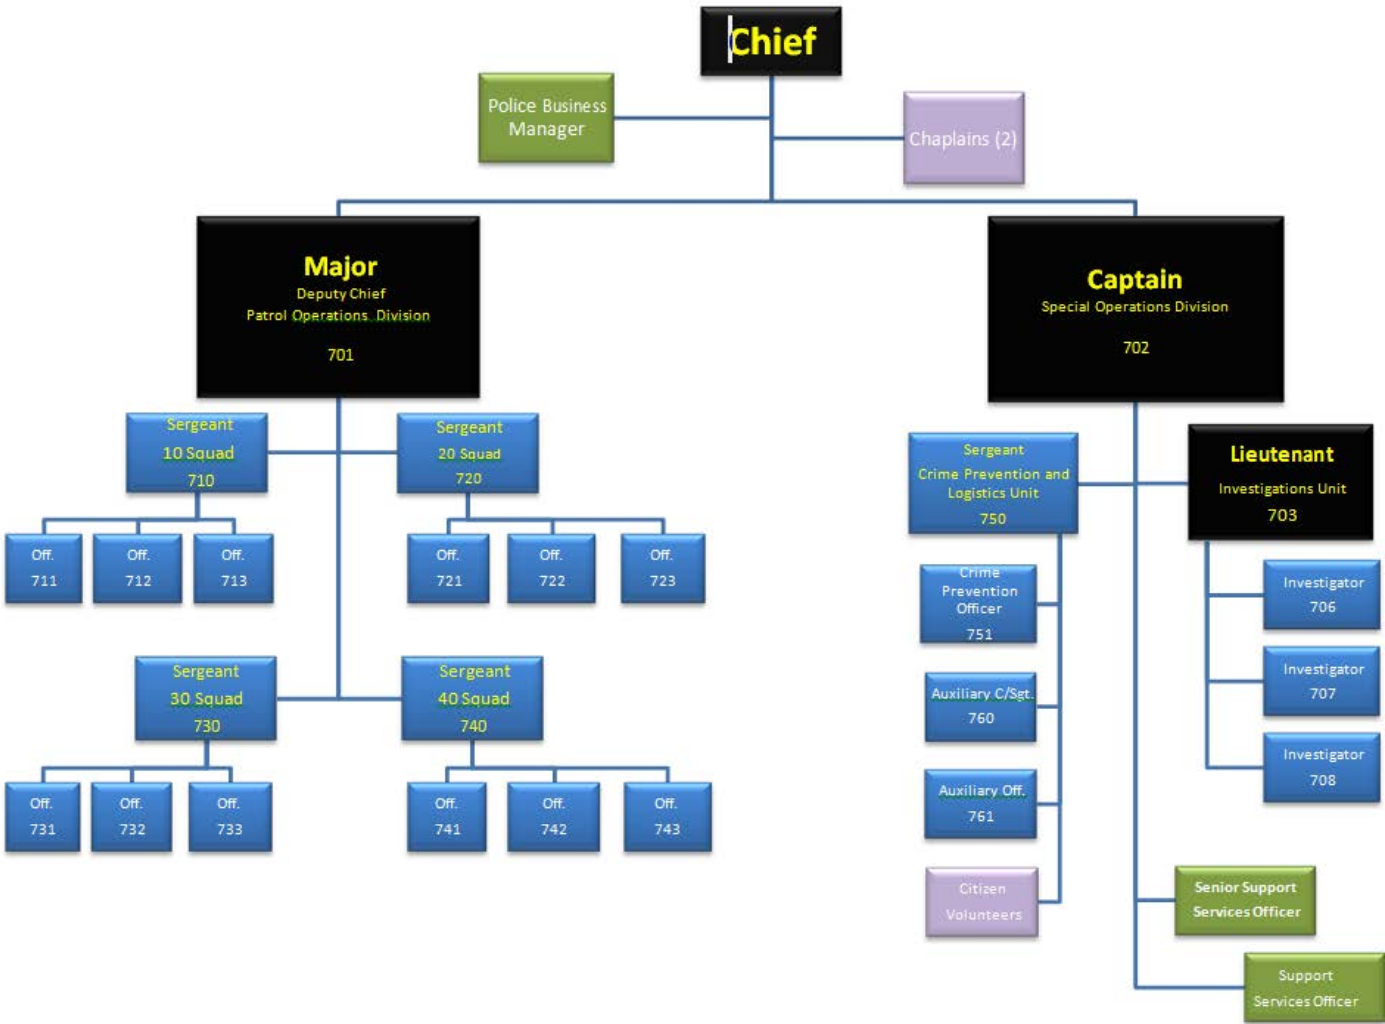 Chief
Police Business
Manager
Chaplains (2)
Major
Deputy Chief
Patrol Operations Division
701
Captain
Special Operations Division
702
Sergeant
10 Squad
710
Sergeant
20 Squad
720
Off.
711
Off.
712
Off.
713
Off.
721
Off.
722
Off.
723
Sergeant
30 Squad
730
Sergeant
40 Squad
740
Off.
731
Off.
732
Off.
733
Off.
741
Off.
742
Off.
743
Sergeant
Crime Prevention and
Logistics Unit
750
Lieutenant
Investigations Unit
703
Crime
Prevention
Officer
751
Auxiliary C/Sgt.
760
Auxiliary Off.
761
Citizen
Volunteers
Investigator
706
Investigator
707
Investigator
708
Senior Support
Services Officer
Support
Services Officer